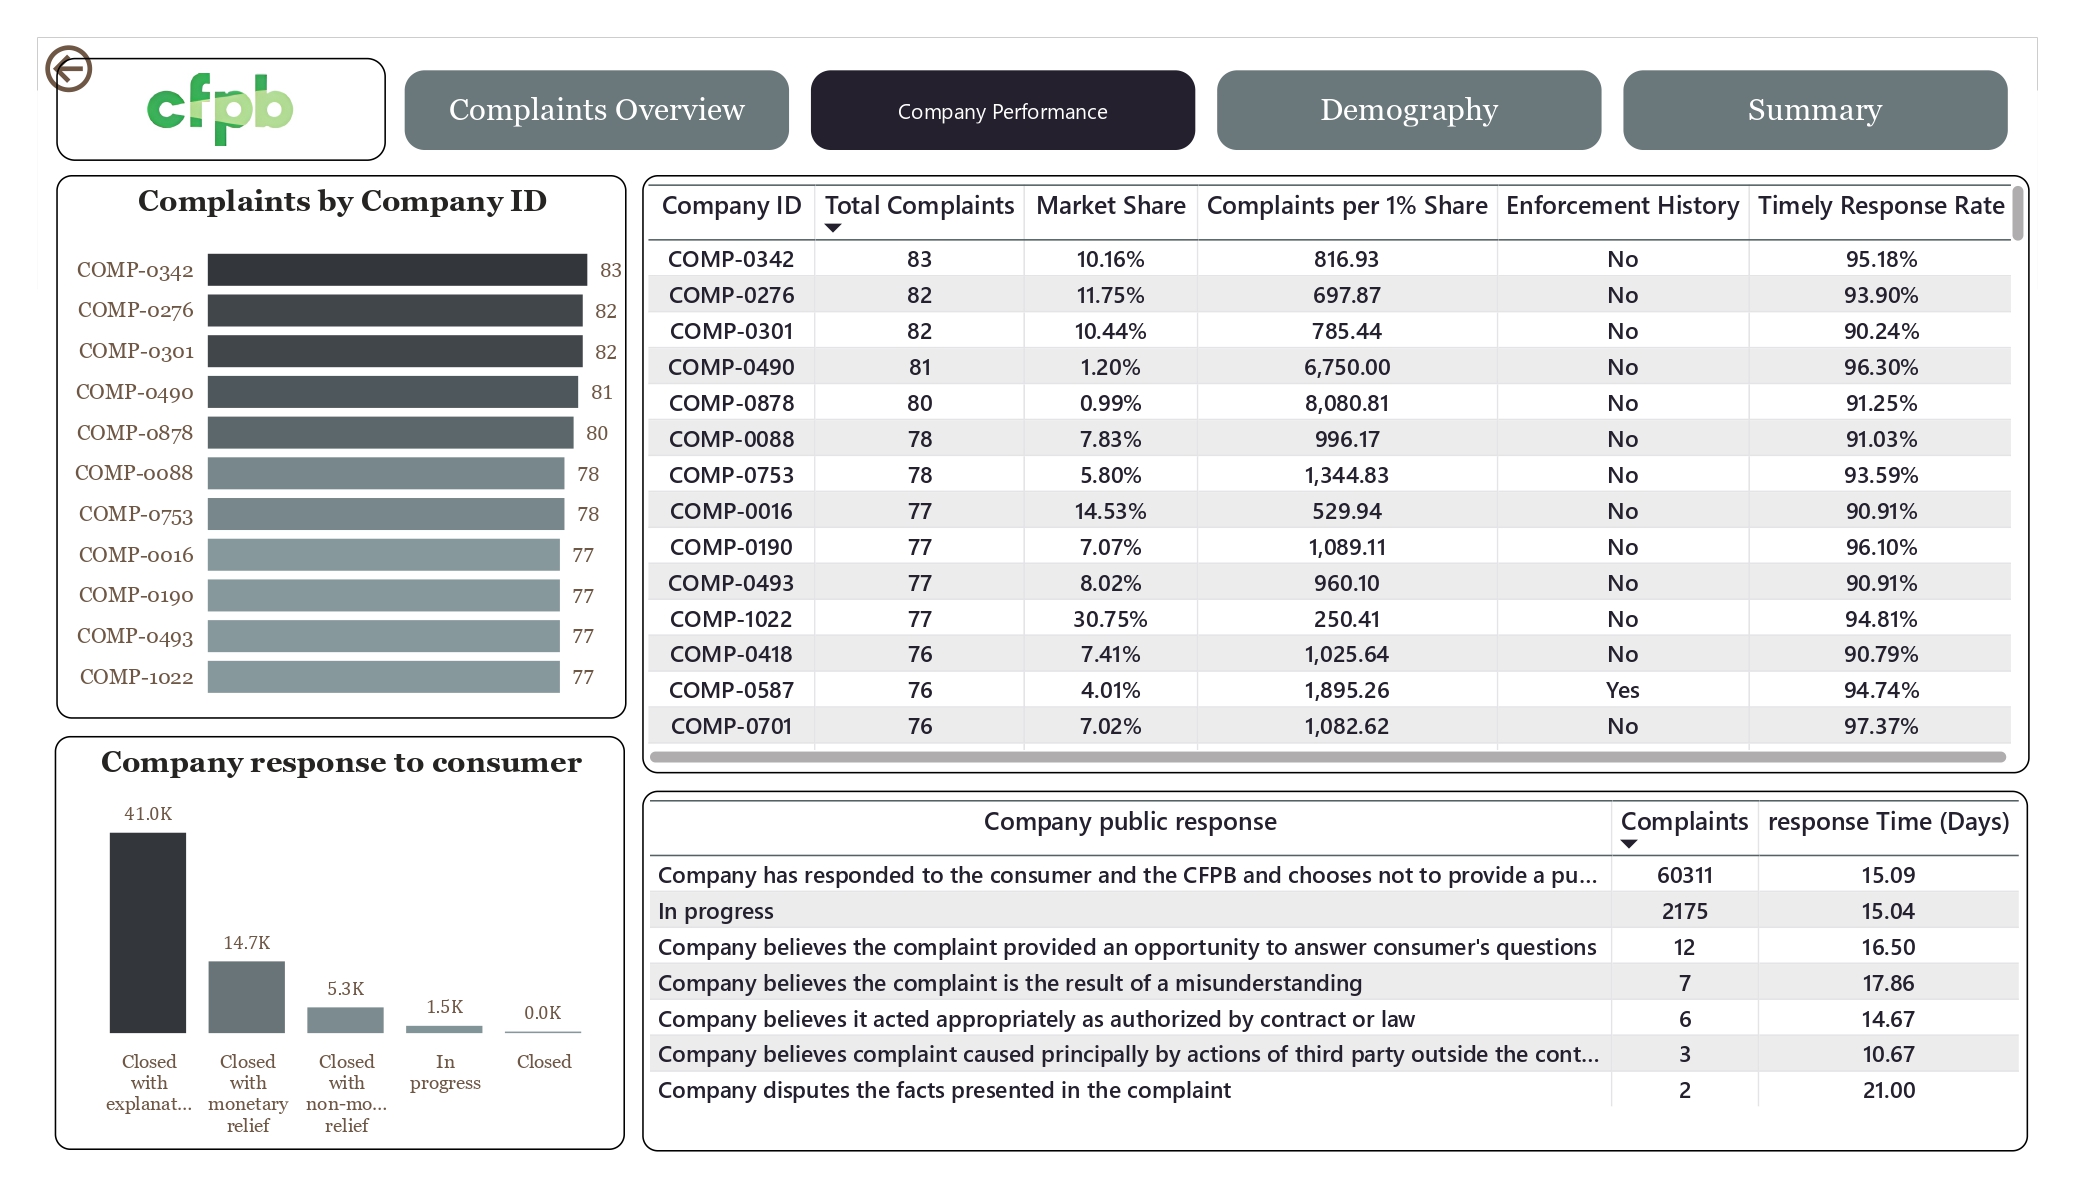 cfpb
Complaints Overview
Company Performance
Demography
Summary
Complaints by Company ID
COMP-0342 83
COMP-0276 82
COMP-0301 82
COMP-0490 81
COMP-0878 80
COMP-0088 78
COMP-0753 78
COMP-0016 77
COMP-0190 77
COMP-0493 77
COMP-1022 77
Company ID Total Complaints Market Share Complaints per 1% Share Enforcement History Timely Response Rate
COMP-0342 83 10.16% 816.93 No 95.18%
COMP-0276 82 11.75% 697.87 No 93.90%
COMP-0301 82 10.44% 785.44 No 90.24%
COMP-0490 81 1.20% 6,750.00 No 96.30%
COMP-0878 80 0.99% 8,080.81 No 91.25%
COMP-0088 78 7.83% 996.17 No 91.03%
COMP-0753 78 5.80% 1,344.83 No 93.59%
COMP-0016 77 14.53% 529.94 No 90.91%
COMP-0190 77 7.07% 1,089.11 No 96.10%
COMP-0493 77 8.02% 960.10 No 90.91%
COMP-1022 77 30.75% 250.41 No 94.81%
COMP-0418 76 7.41% 1,025.64 No 90.79%
COMP-0587 76 4.01% 1,895.26 Yes 94.74%
COMP-0701 76 7.02% 1,082.62 No 97.37%
Company response to consumer
41.0K
14.7K
5.3K
1.5K
0.0K
Closed
with
explanat...
Closed
with
monetary
relief
Closed
with
non-mo...
relief
In
progress
Closed
Company public response Complaints response Time (Days)
Company has responded to the consumer and the CFPB and chooses not to provide a pu... 60311 15.09
In progress 2175 15.04
Company believes the complaint provided an opportunity to answer consumer's questions 12 16.50
Company believes the complaint is the result of a misunderstanding 7 17.86
Company believes it acted appropriately as authorized by contract or law 6 14.67
Company believes complaint caused principally by actions of third party outside the cont... 3 10.67
Company disputes the facts presented in the complaint 2 21.00